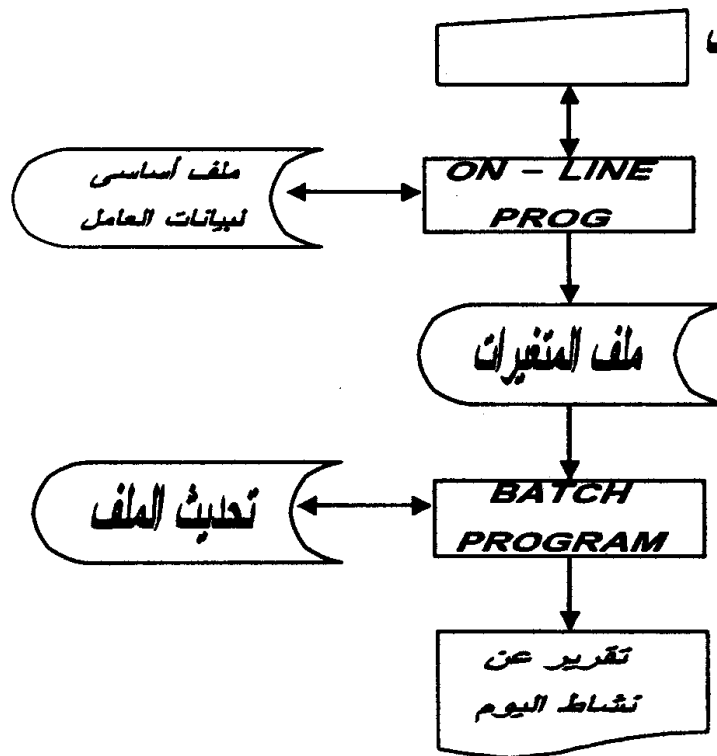 ON – LINE
PROG
ملف أساسى
لبيانات العامل
ملف المتغيرات
BATCH
PROGRAM
تحديث الملف
تقرير عن
نشاط اليوم